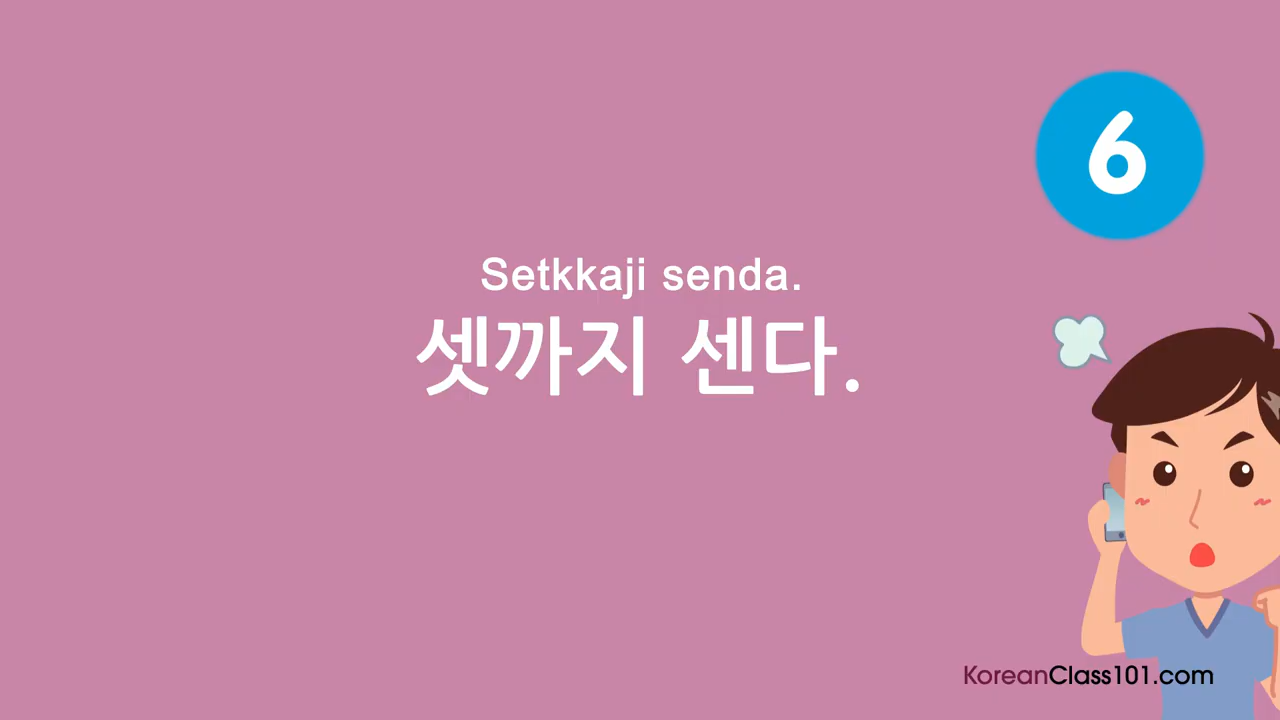 6
Setkkaji senda.
셋까지 센다.
KoreanClass101.com